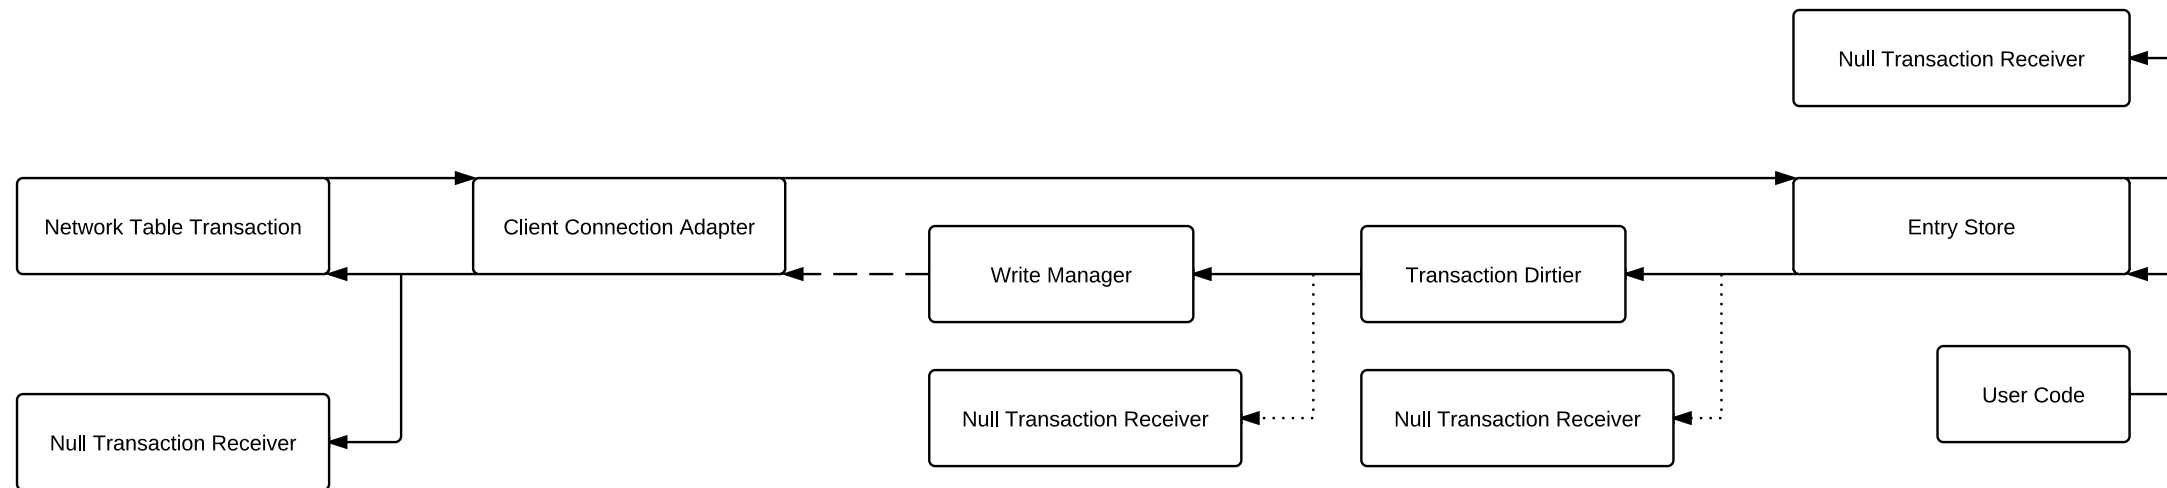 Null Transaction Receiver
Network Table Transaction
Client Connection Adapter
Entry Store
Write Manager
Transaction Dirtier
User Code
Null Transaction Receiver
Null Transaction Receiver
Null Transaction Receiver